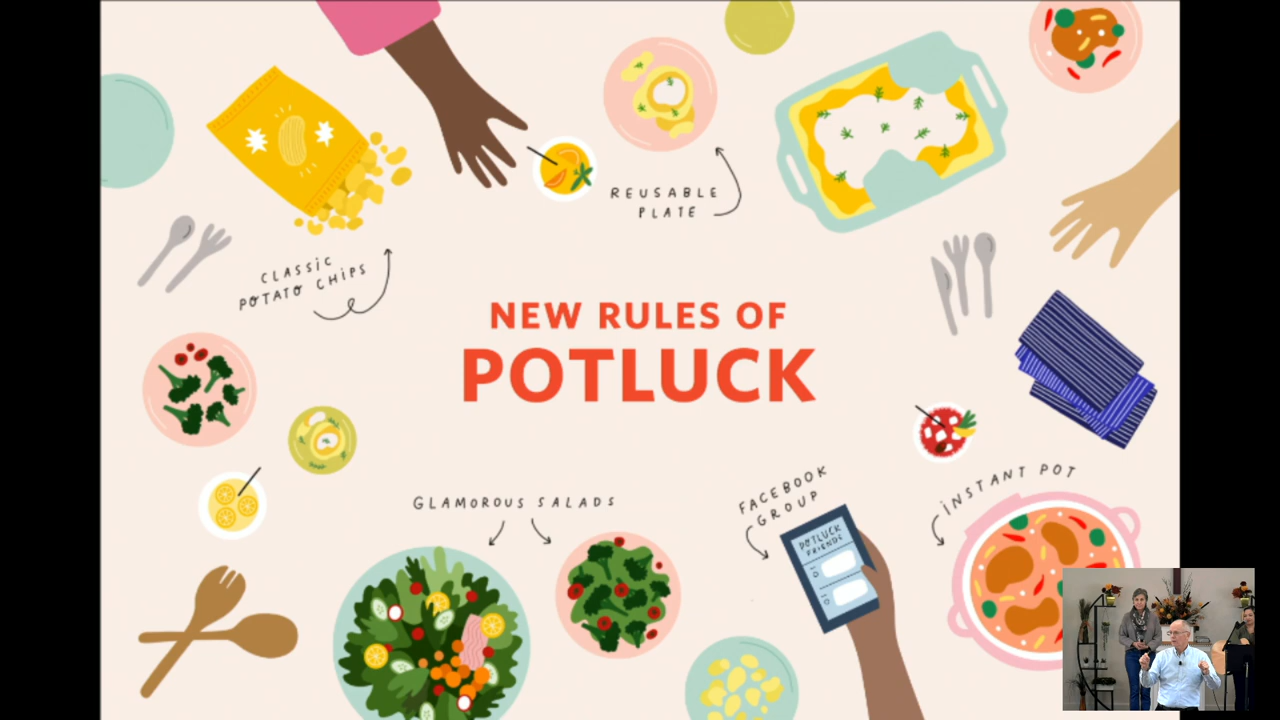 REUSABLE
PLATE
CLASSIC
POTATO CHIPS
NEW RULES OF
POTLUCK
GLAMOROUS SALADS
FACEBOOK
GROUP
INSTANT POT
POTLUCK
FRIENDS